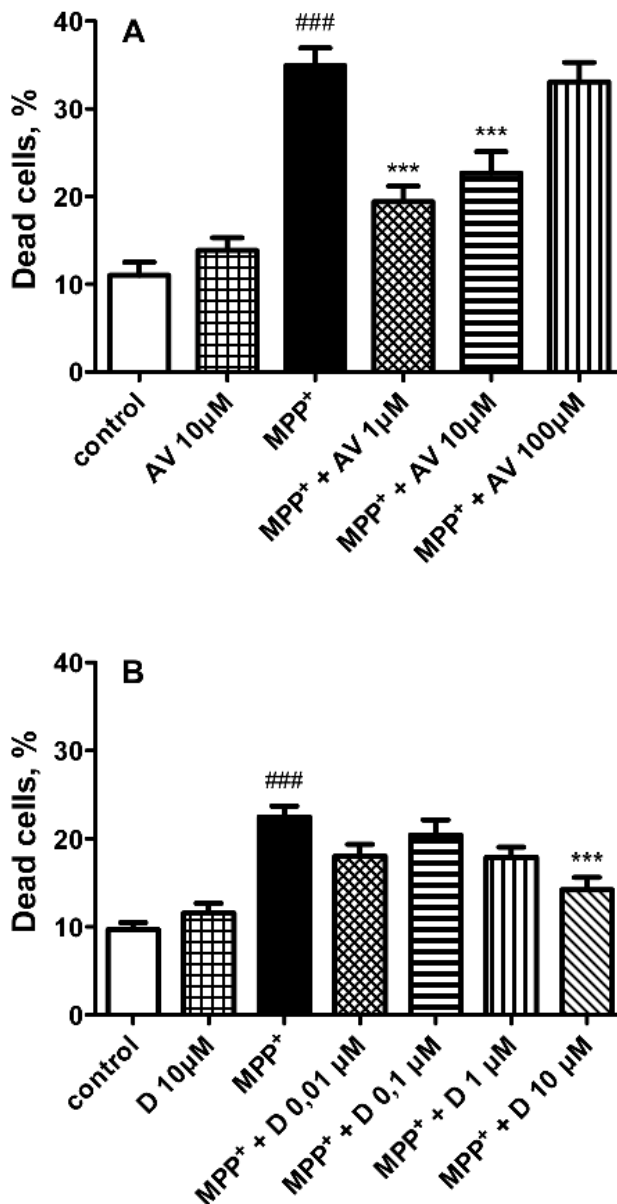 A
Dead cells, %
40
30
20
10
0
###
***
***
control
AV 10µM
MPP⁺
MPP⁺ + AV 1µM
MPP⁺ + AV 10µM
MPP⁺ + AV 100µM
B
Dead cells, %
40
30
20
10
0
###
***
control
D 10µM
MPP⁺
MPP⁺ + D 0,01 µM
MPP⁺ + D 0,1 µM
MPP⁺ + D 1 µM
MPP⁺ + D 10 µM